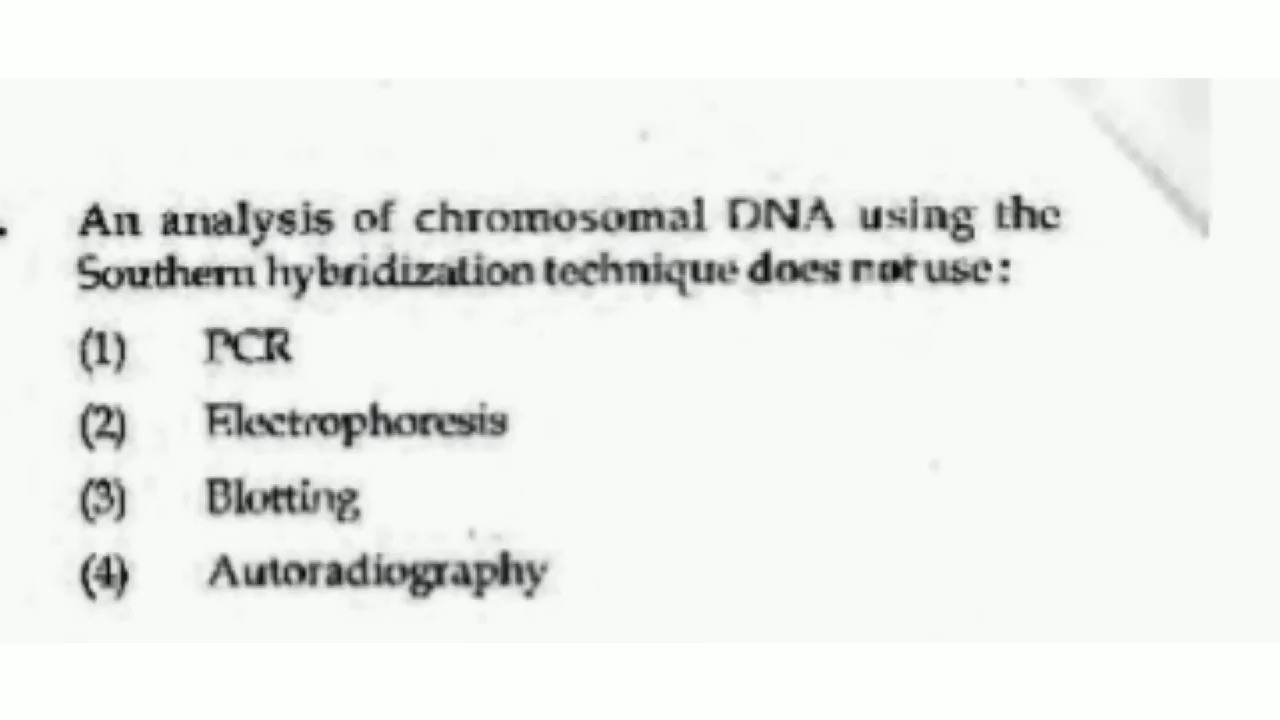 An analysis of chromosomal DNA using the
Southern hybridization technique does not use :
(1) PCR
(2) Electrophoresis
(3) Blotting
(4) Autoradiography